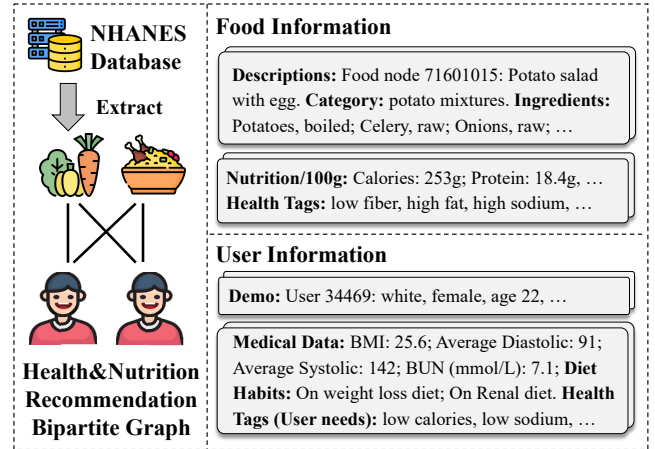 NHANES
Database
Extract
Health&Nutrition
Recommendation
Bipartite Graph
Food Information
Descriptions: Food node 71601015: Potato salad
with egg. Category: potato mixtures. Ingredients:
Potatoes, boiled; Celery, raw; Onions, raw; …
Nutrition/100g: Calories: 253g; Protein: 18.4g, …
Health Tags: low fiber, high fat, high sodium, …
User Information
Demo: User 34469: white, female, age 22, …
Medical Data: BMI: 25.6; Average Diastolic: 91;
Average Systolic: 142; BUN (mmol/L): 7.1; Diet
Habits: On weight loss diet; On Renal diet. Health
Tags (User needs): low calories, low sodium, …